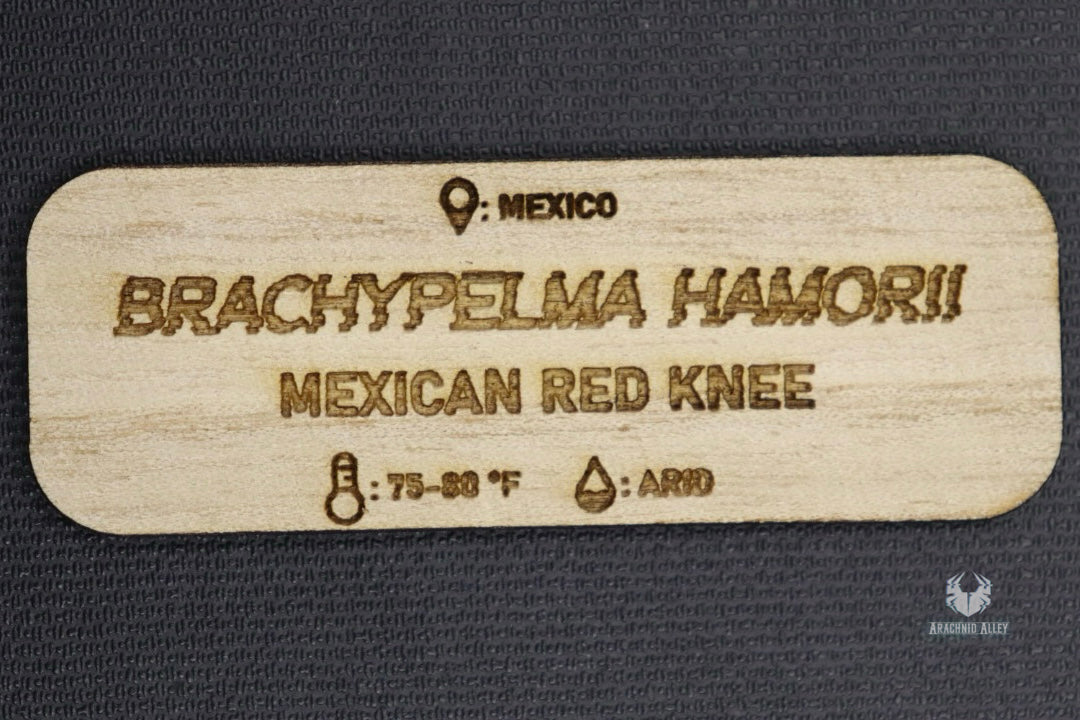 : MEXICO
BRACHYPELMA HAMORII
MEXICAN RED KNEE
: 75-80 °F : ARID
ARACHNID ALLEY